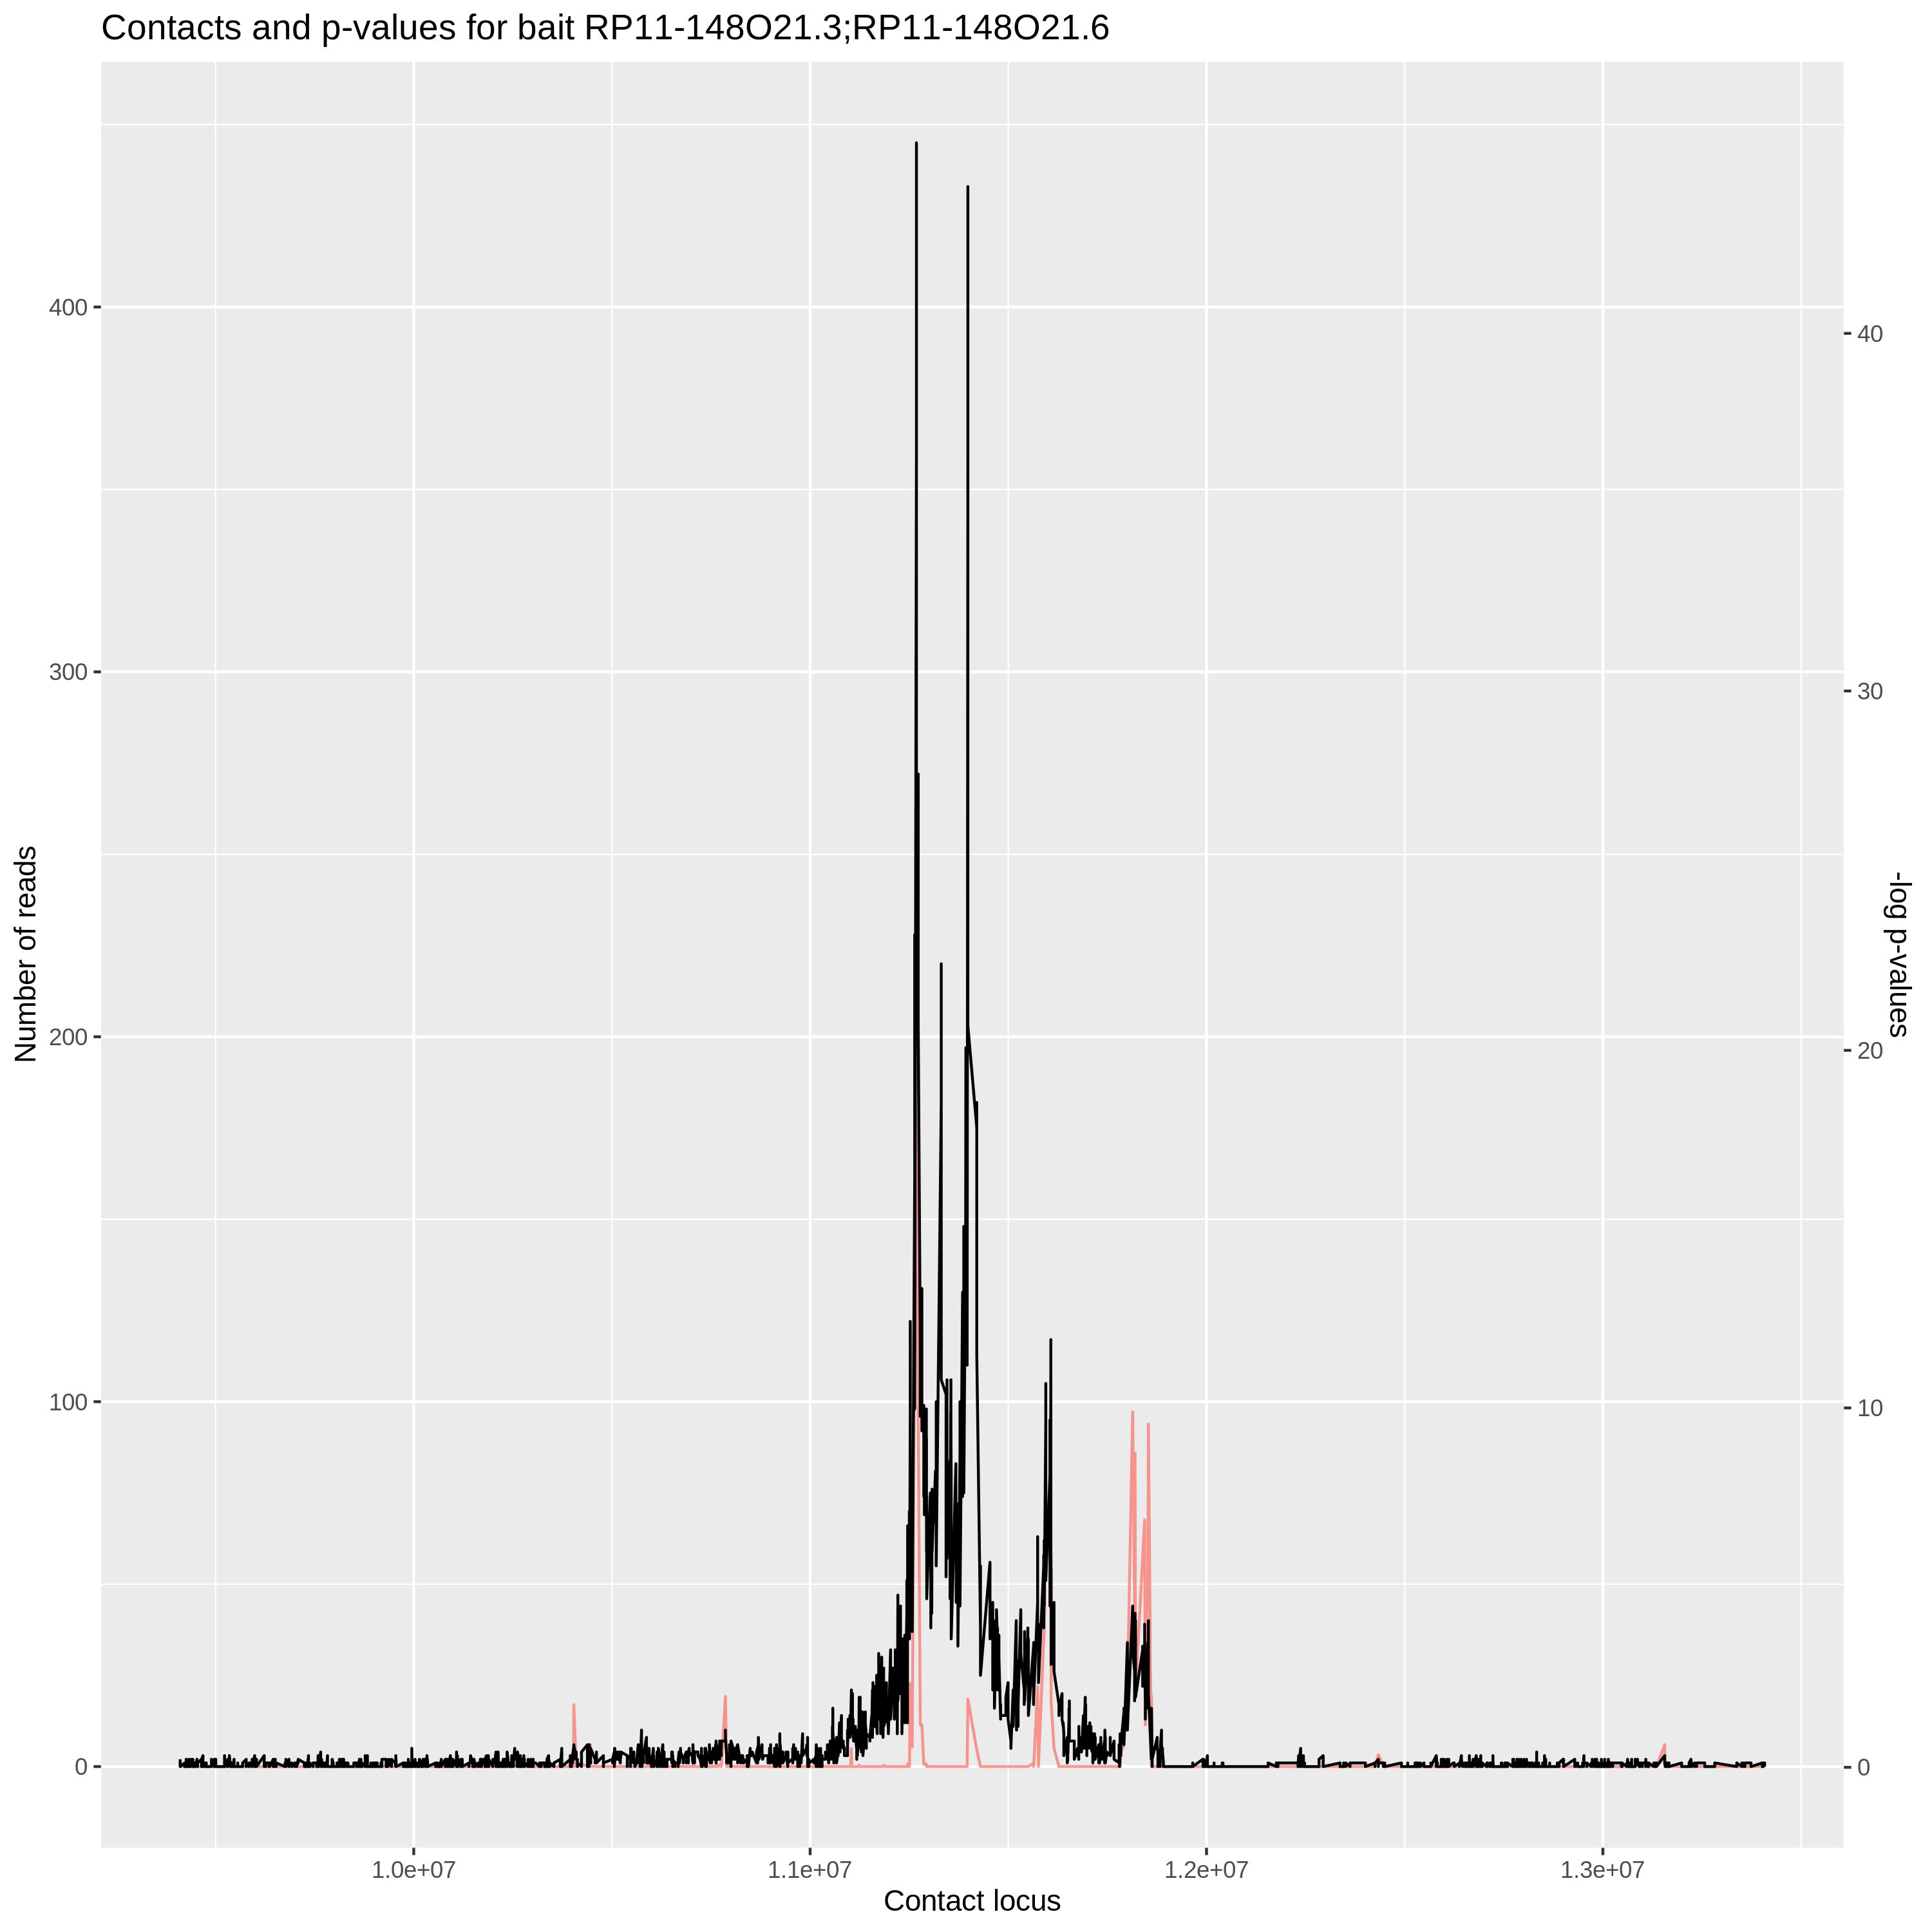 Contacts and p-values for bait RP11-148O21.3;RP11-148O21.6
Number of reads
400
300
200
100
0
40
30
20
10
0
-log p-values
1.0e+07
1.1e+07
1.2e+07
1.3e+07
Contact locus